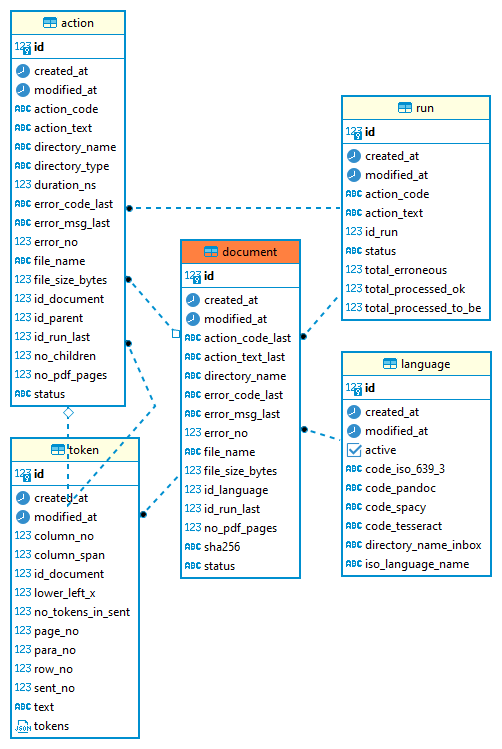 action
123 id
created_at
modified_at
ABC action_code
ABC action_text
ABC directory_name
ABC directory_type
123 duration_ns
ABC error_code_last
ABC error_msg_last
123 error_no
ABC file_name
123 file_size_bytes
123 id_document
123 id_parent
123 id_run_last
123 no_children
123 no_pdf_pages
ABC status
run
123 id
created_at
modified_at
ABC action_code
ABC action_text
123 id_run
ABC status
123 total_erroneous
123 total_processed_ok
123 total_processed_to_be
document
123 id
created_at
modified_at
ABC action_code_last
ABC action_text_last
ABC directory_name
ABC error_code_last
ABC error_msg_last
123 error_no
ABC file_name
123 file_size_bytes
123 id_language
123 id_run_last
123 no_pdf_pages
ABC sha256
ABC status
language
123 id
created_at
modified_at
active
ABC code_iso_639_3
ABC code_pandoc
ABC code_spacy
ABC code_tesseract
ABC directory_name_inbox
ABC iso_language_name
token
123 id
created_at
modified_at
123 column_no
123 column_span
123 id_document
123 lower_left_x
123 no_tokens_in_sent
123 page_no
123 para_no
123 row_no
123 sent_no
ABC text
JSON tokens